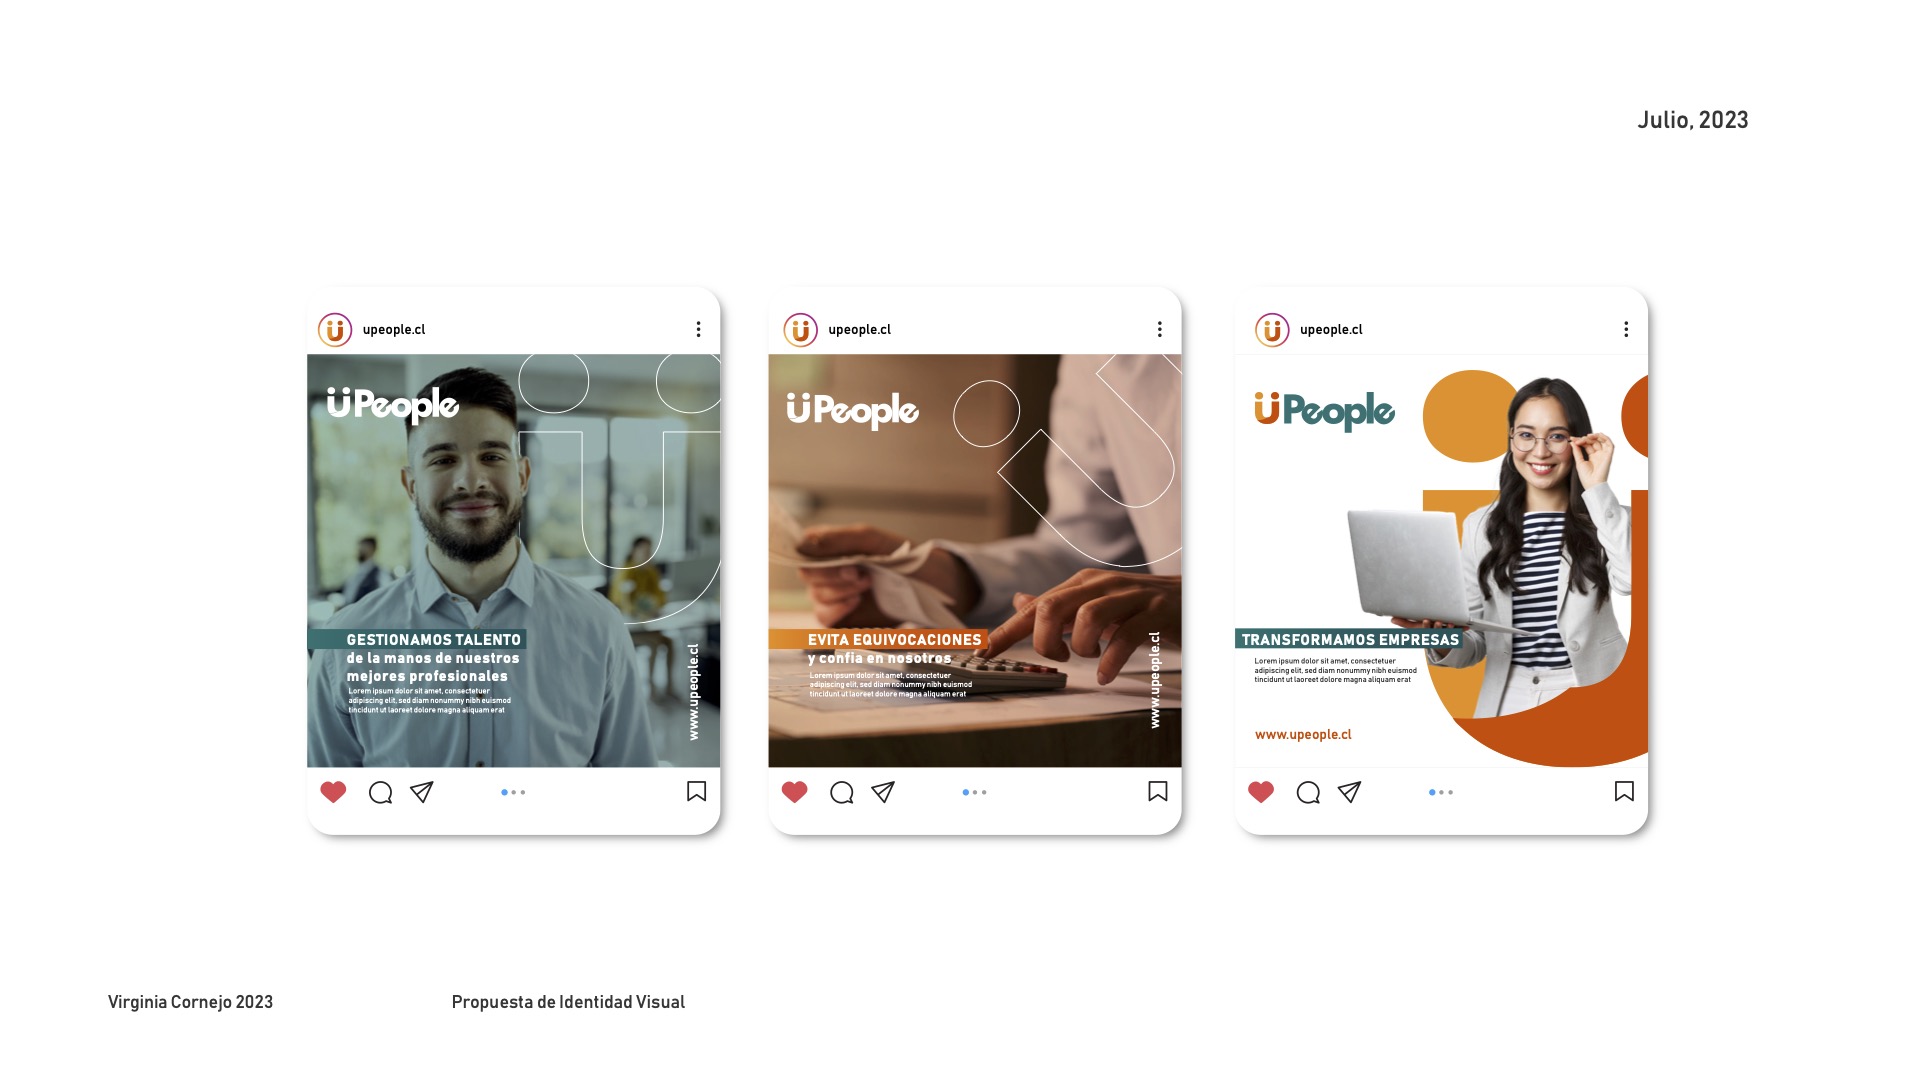 Julio, 2023
upeople.cl
ÜPeople
GESTIONAMOS TALENTO
de la manos de nuestros
mejores profesionales
Lorem ipsum dolor sit amet, consectetuer
adipiscing elit, sed diam nonummy nibh euismod
tincidunt ut laoreet dolore magna aliquam erat
www.upeople.cl
upeople.cl
ÜPeople
EVITA EQUIVOCACIONES
y confia en nosotros
Lorem ipsum dolor sit amet, consectetuer
adipiscing elit, sed diam nonummy nibh euismod
tincidunt ut laoreet dolore magna aliquam erat
www.upeople.cl
upeople.cl
ÜPeople
TRANSFORMAMOS EMPRESAS
Lorem ipsum dolor sit amet, consectetuer
adipiscing elit, sed diam nonummy nibh euismod
tincidunt ut laoreet dolore magna aliquam erat
www.upeople.cl
Virginia Cornejo 2023
Propuesta de Identidad Visual